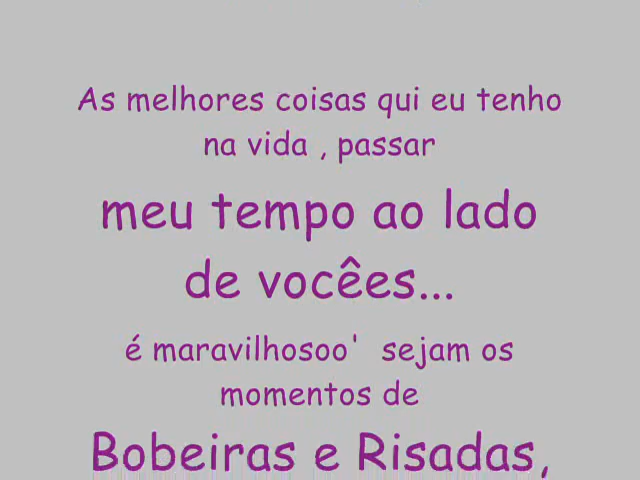 As melhores coisas qui eu tenho
na vida , passar
meu tempo ao lado
de vocêes...
é maravilhosoo' sejam os
momentos de
Bobeiras e Risadas,